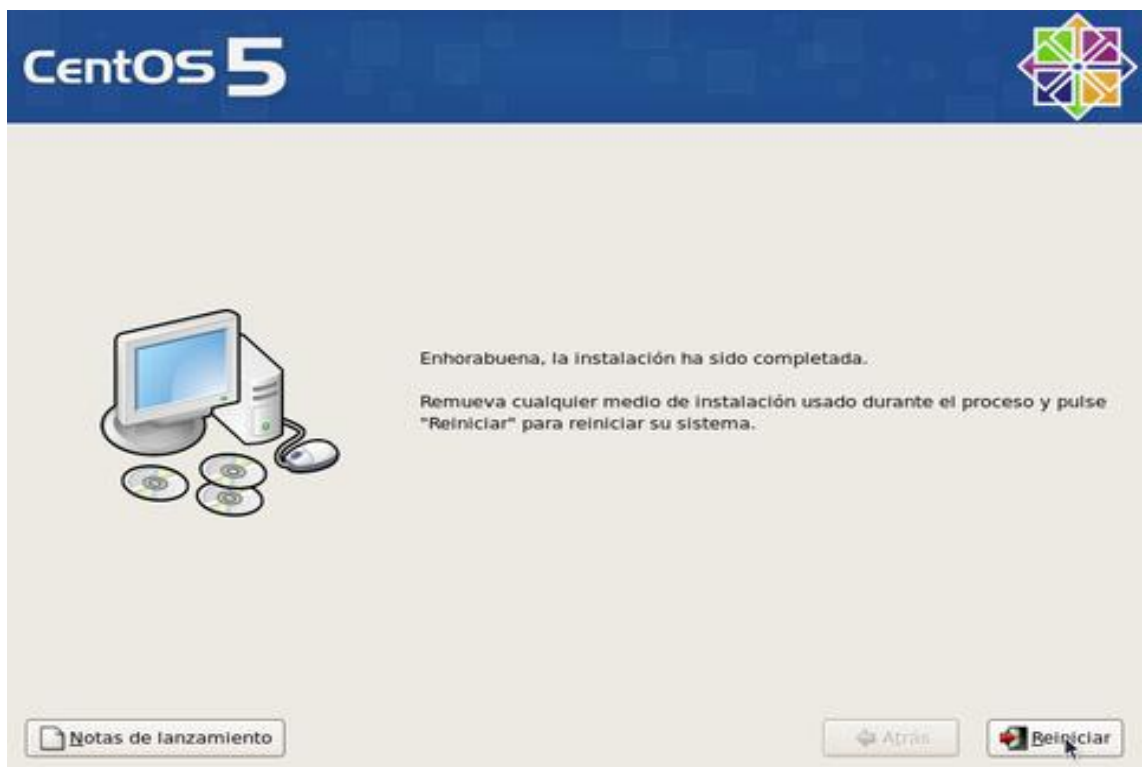 CentOS 5
Enhorabuena, la instalación ha sido completada.
Remueva cualquier medio de instalación usado durante el proceso y pulse
"Reiniciar" para reiniciar su sistema.
Notas de lanzamiento
Atrás
Reiniciar